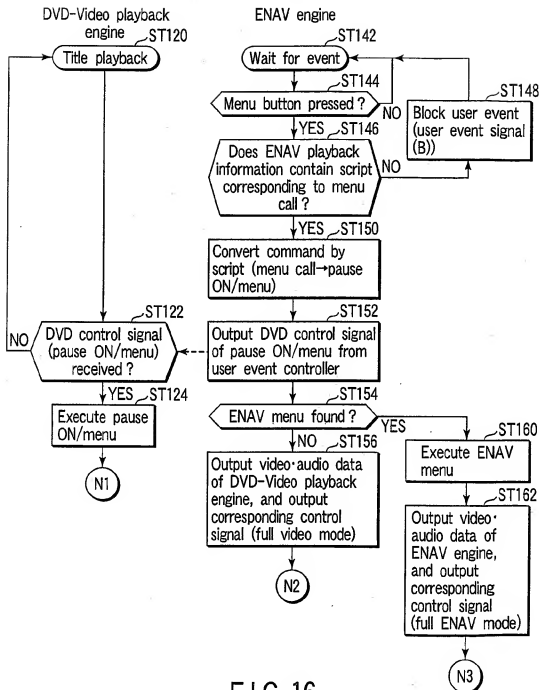 DVD-Video playback
engine
ST120
Title playback
ENAV engine
ST142
Wait for event
ST144
Menu button pressed?
NO
YES
ST146
Does ENAV playback
information contain script
corresponding to menu
call?
NO
ST148
Block user event
(user event signal
(B))
YES
ST150
Convert command by
script (menu call→pause
ON/menu)
ST122
DVD control signal
(pause ON/menu)
received?
NO
ST152
Output DVD control signal
of pause ON/menu from
user event controller
YES
ST124
Execute pause
ON/menu
N1
ST154
ENAV menu found?
YES
NO
ST156
Output video·audio data
of DVD-Video playback
engine, and output
corresponding control
signal (full video mode)
N2
ST160
Execute ENAV
menu
ST162
Output video·
audio data of
ENAV engine,
and output
corresponding
control signal
(full ENAV mode)
N3
FIG. 16